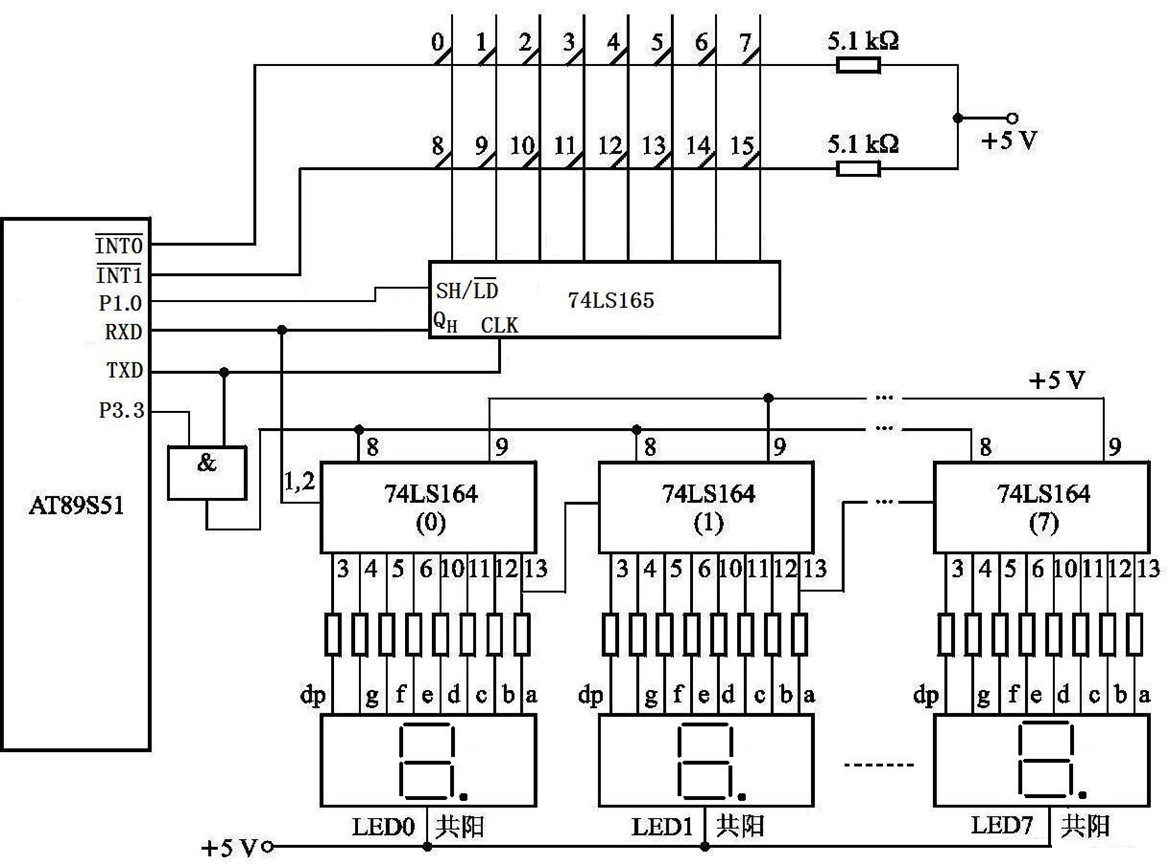 0 1 2 3 4 5 6 7 5.1 kΩ
+5 V
8 9 10 11 12 13 14 15 5.1 kΩ
INT0
INT1
P1.0
RXD
TXD
P3.3
AT89S51
SH/LD
74LS165
QH CLK
&
+5 V
... 
...
8 9 8 9 8 9
1,2
74LS164
(0)
74LS164
(1)
...
74LS164
(7)
3 4 5 6 10 11 12 13
3 4 5 6 10 11 12 13
3 4 5 6 10 11 12 13
dp g f e d c b a
dp g f e d c b a
dp g f e d c b a
LED0 共阳
LED1 共阳
LED7 共阳
+5 V